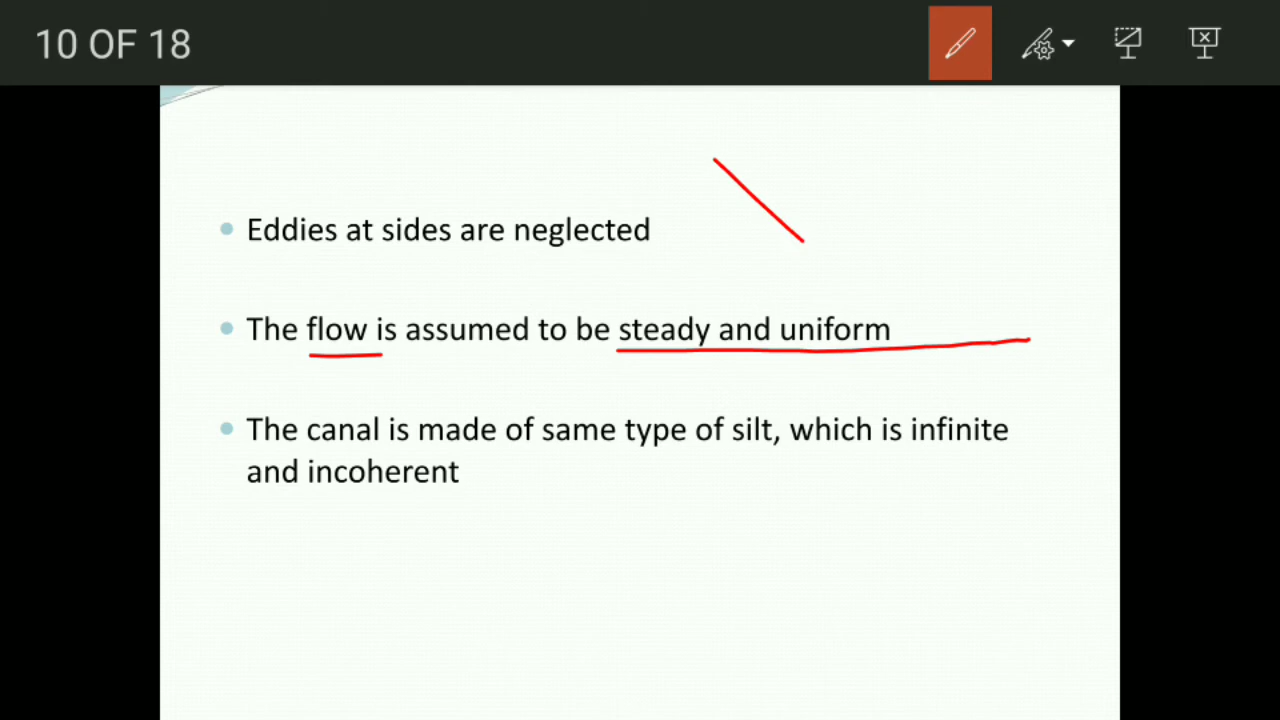 10 OF 18
Eddies at sides are neglected
The flow is assumed to be steady and uniform
The canal is made of same type of silt, which is infinite
and incoherent